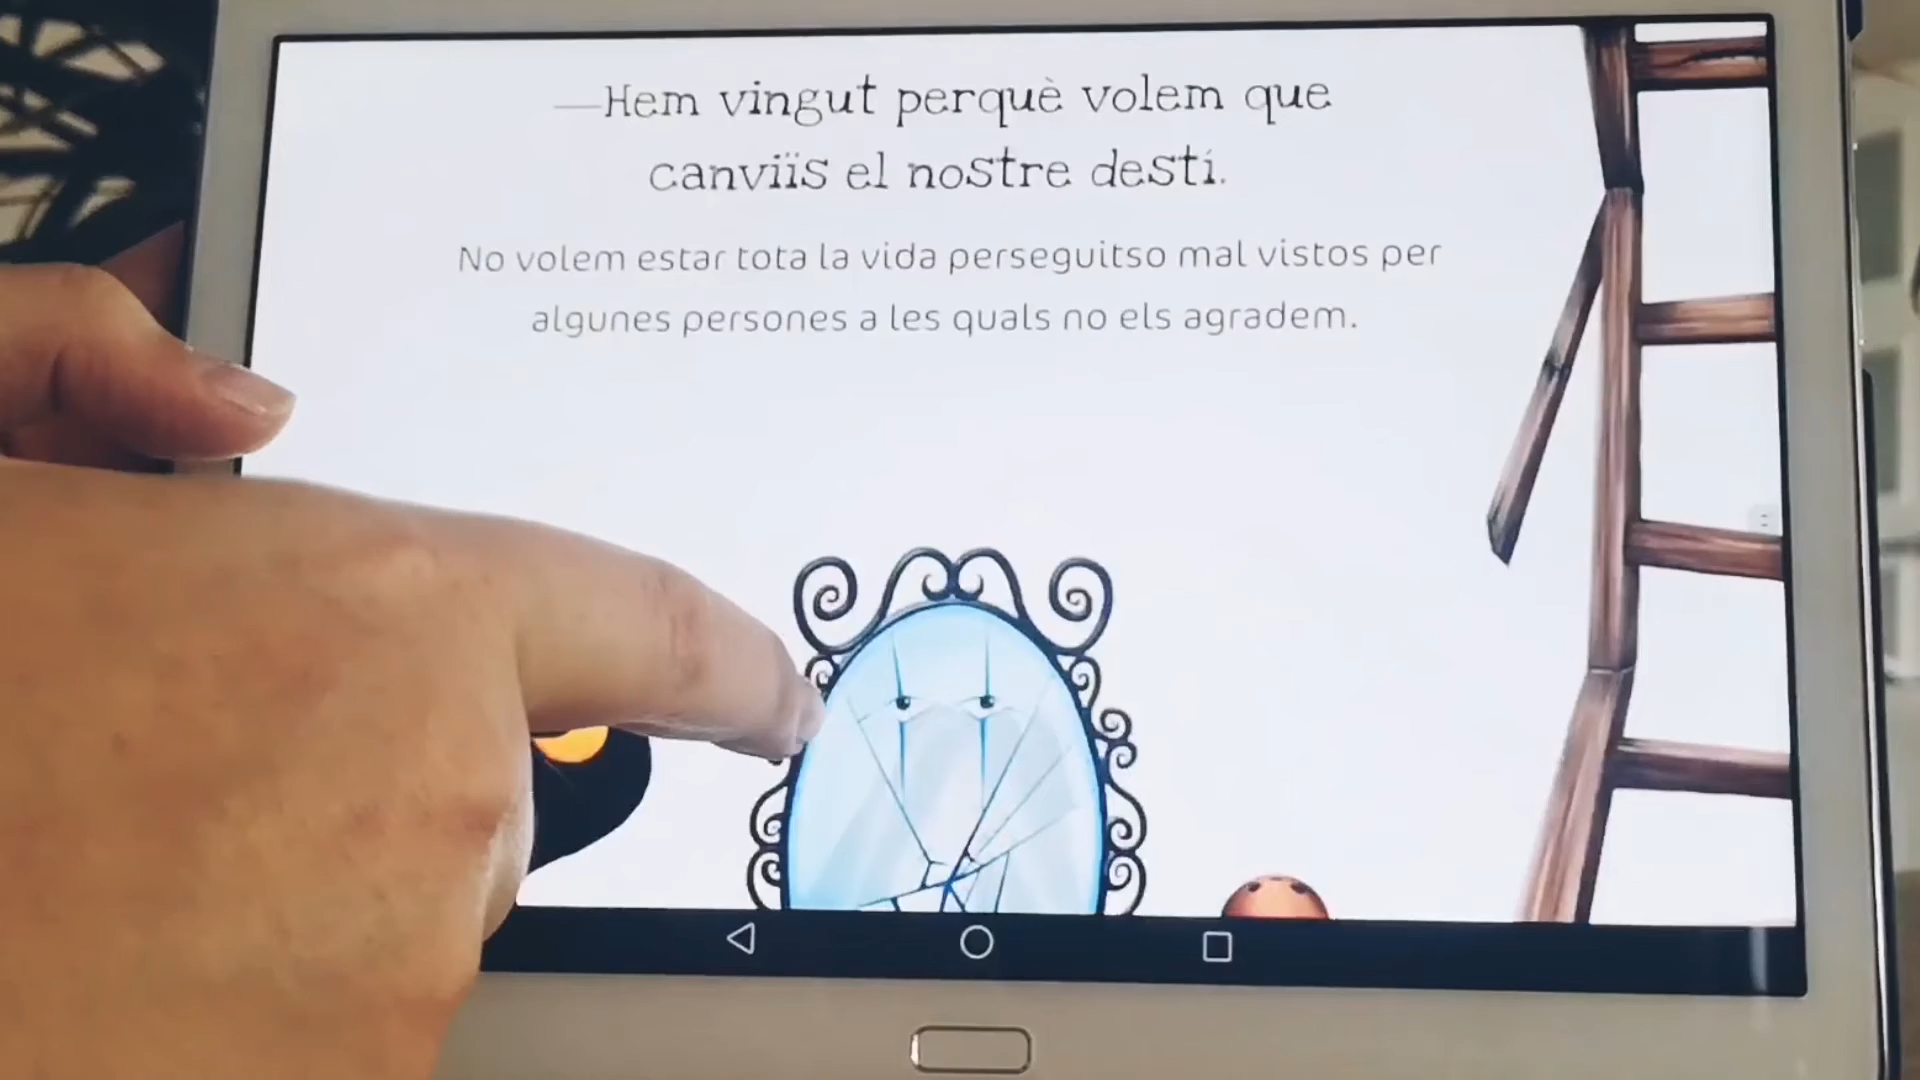 —Hem vingut perquè volem que
canviïs el nostre destí.
No volem estar tota la vida perseguitso mal vistos per
algunes persones a les quals no els agradem.